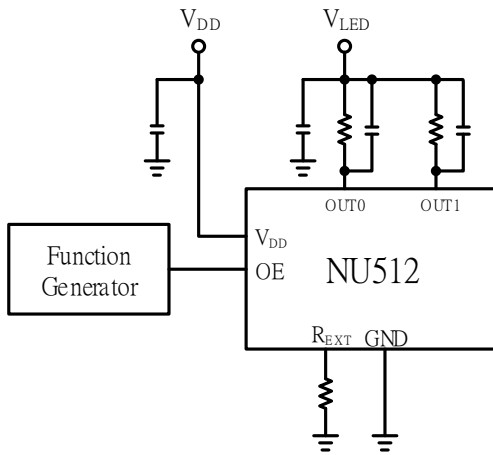 VDD
VLED
OUT0
OUT1
VDD
Function
Generator
OE
NU512
REXT
GND